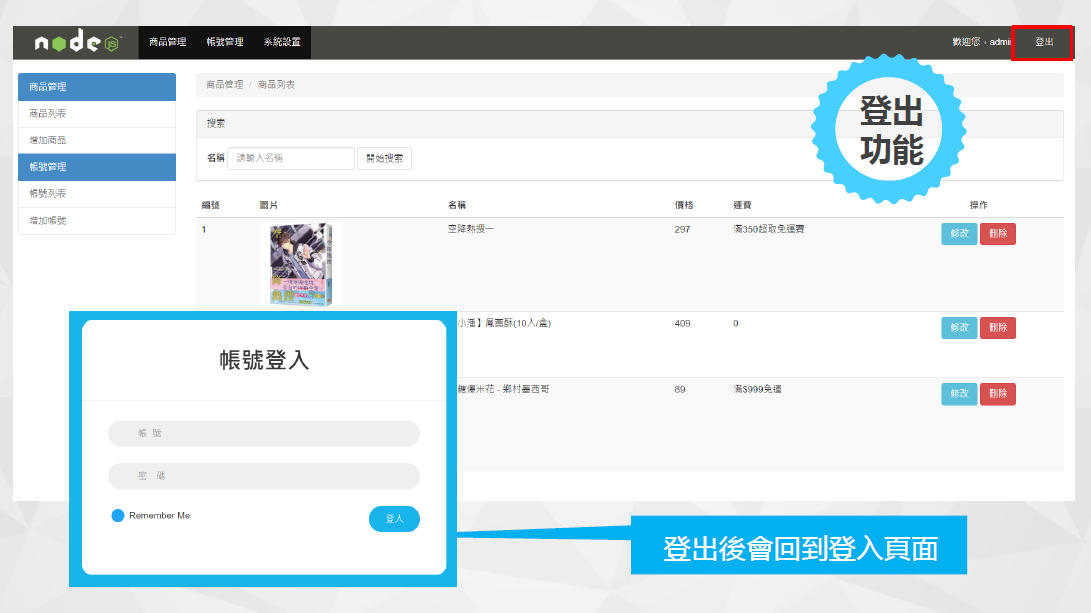 node JS
商品管理 帳號管理 系統設置
歡迎您，admin
登出
商品管理
商品列表
增加商品
帳號管理
帳號列表
增加帳號
商品管理 / 商品列表
搜索
名稱 請輸入名稱 開始搜索
登出
功能
編號 圖片 名稱 價格 運費 操作
1 空降熱搜一 297 滿350超取免運費 修改 刪除
小潘】鳳黃酥(10入/盒) 409 0 修改 刪除
糖爆米花 - 鄉村墨西哥 89 滿$999免運 修改 刪除
帳號登入
帳 號
密 碼
Remember Me
登入
登出後會回到登入頁面